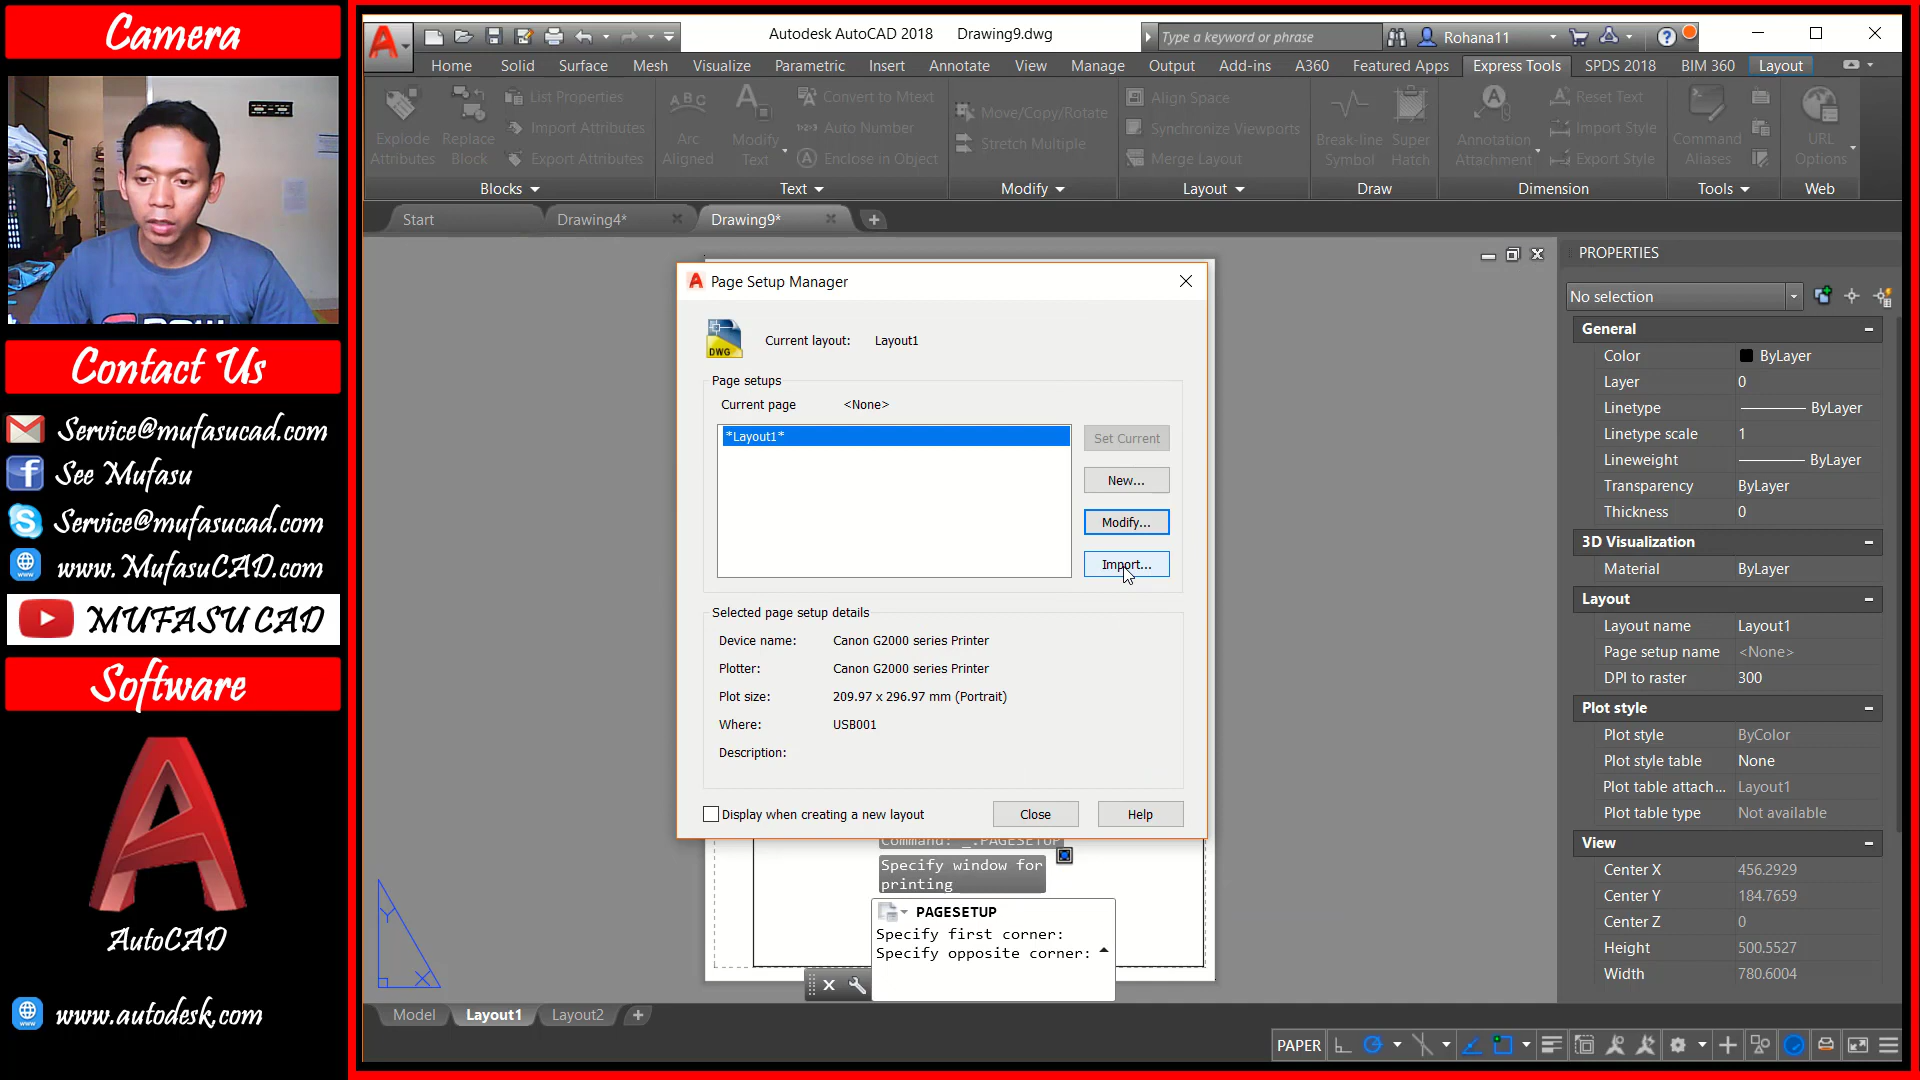 Camera
Contact Us
Service@mufasucad.com
See Mufasu
Service@mufasucad.com
www.MufasuCAD.com
MUFASU CAD
Software
AutoCAD
www.autodesk.com
Autodesk AutoCAD 2018 Drawing9.dwg
Type a keyword or phrase
Rohana11
Home Solid Surface Mesh Visualize Parametric Insert Annotate View Manage Output Add-ins A360 Featured Apps Express Tools SPDS 2018 BIM 360 Layout
Explode Attributes
Replace Block
List Properties
Import Attributes
Export Attributes
Blocks
ABC
Arc Aligned
Modify Text
Convert to Mtext
Auto Number
Enclose in Object
Text
Move/Copy/Rotate
Stretch Multiple
Modify
Align Space
Synchronize Viewports
Merge Layout
Layout
Break-line Symbol
Super Hatch
Draw
Annotation Attachment
Reset Text
Import Style
Export Style
Dimension
Command Aliases
Tools
URL Options
Web
Start Drawing4* Drawing9*
Page Setup Manager
DWG
Current layout: Layout1
Page setups
Current page <None>
*Layout1*
Set Current
New...
Modify...
Import...
Selected page setup details
Device name: Canon G2000 series Printer
Plotter: Canon G2000 series Printer
Plot size: 209.97 x 296.97 mm (Portrait)
Where: USB001
Description:
Display when creating a new layout
Close
Help
Command: _.PAGESETUP
Specify window for
printing
PAGESETUP
Specify first corner:
Specify opposite corner:
Y
X
Model Layout1 Layout2
PAPER
PROPERTIES
No selection
General
Color ByLayer
Layer 0
Linetype ByLayer
Linetype scale 1
Lineweight ByLayer
Transparency ByLayer
Thickness 0
3D Visualization
Material ByLayer
Layout
Layout name Layout1
Page setup name <None>
DPI to raster 300
Plot style
Plot style ByColor
Plot style table None
Plot table attach... Layout1
Plot table type Not available
View
Center X 456.2929
Center Y 184.7659
Center Z 0
Height 500.5527
Width 780.6004